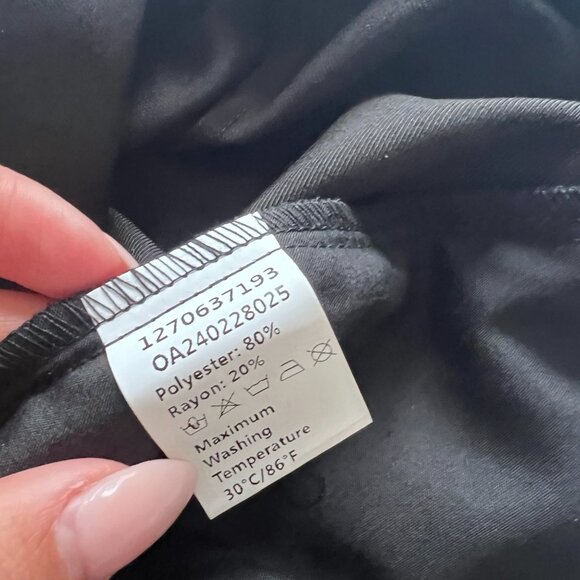 1270637193
OA240228025
Polyester: 80%
Rayon: 20%
Maximum
Washing
Temperature
30°C/86°F